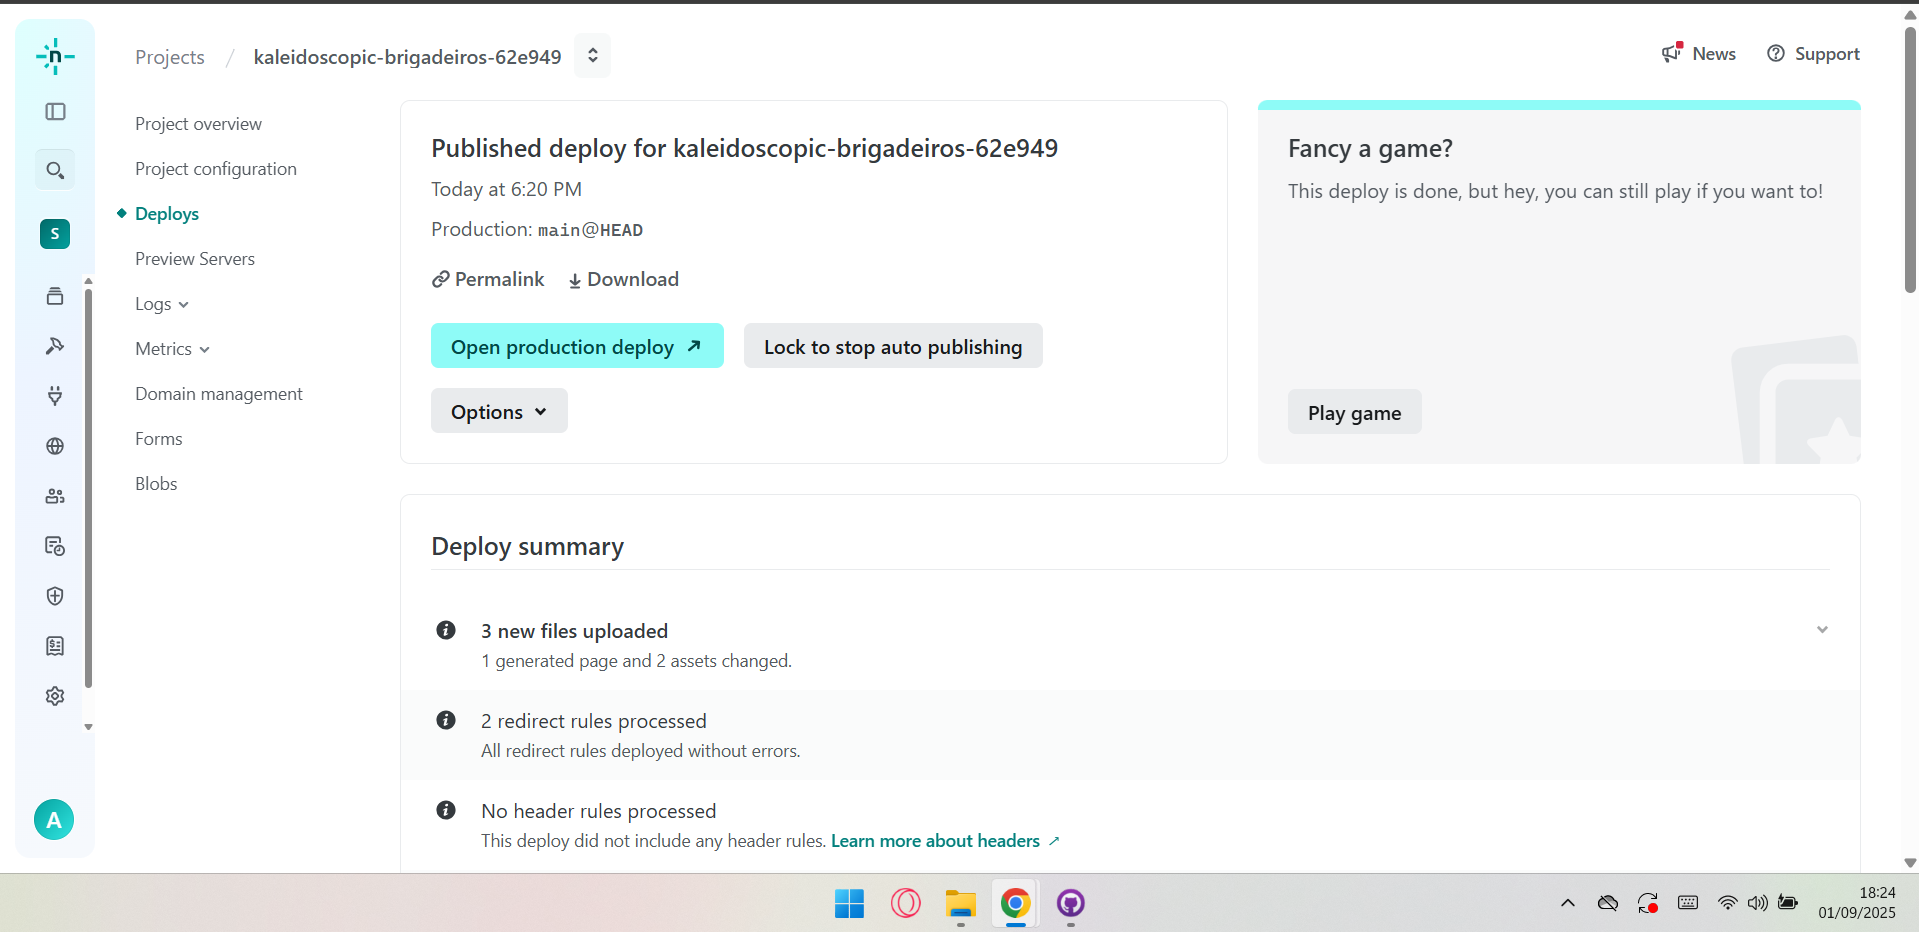 n
Projects / kaleidoscopic-brigadeiros-62e949
News
Support
S
A
Project overview
Project configuration
Deploys
Preview Servers
Logs
Metrics
Domain management
Forms
Blobs
Published deploy for kaleidoscopic-brigadeiros-62e949
Today at 6:20 PM
Production: main@HEAD
Permalink
Download
Open production deploy
Lock to stop auto publishing
Options
Fancy a game?
This deploy is done, but hey, you can still play if you want to!
Play game
Deploy summary
3 new files uploaded
1 generated page and 2 assets changed.
2 redirect rules processed
All redirect rules deployed without errors.
No header rules processed
This deploy did not include any header rules. Learn more about headers ↗
18:24
01/09/2025